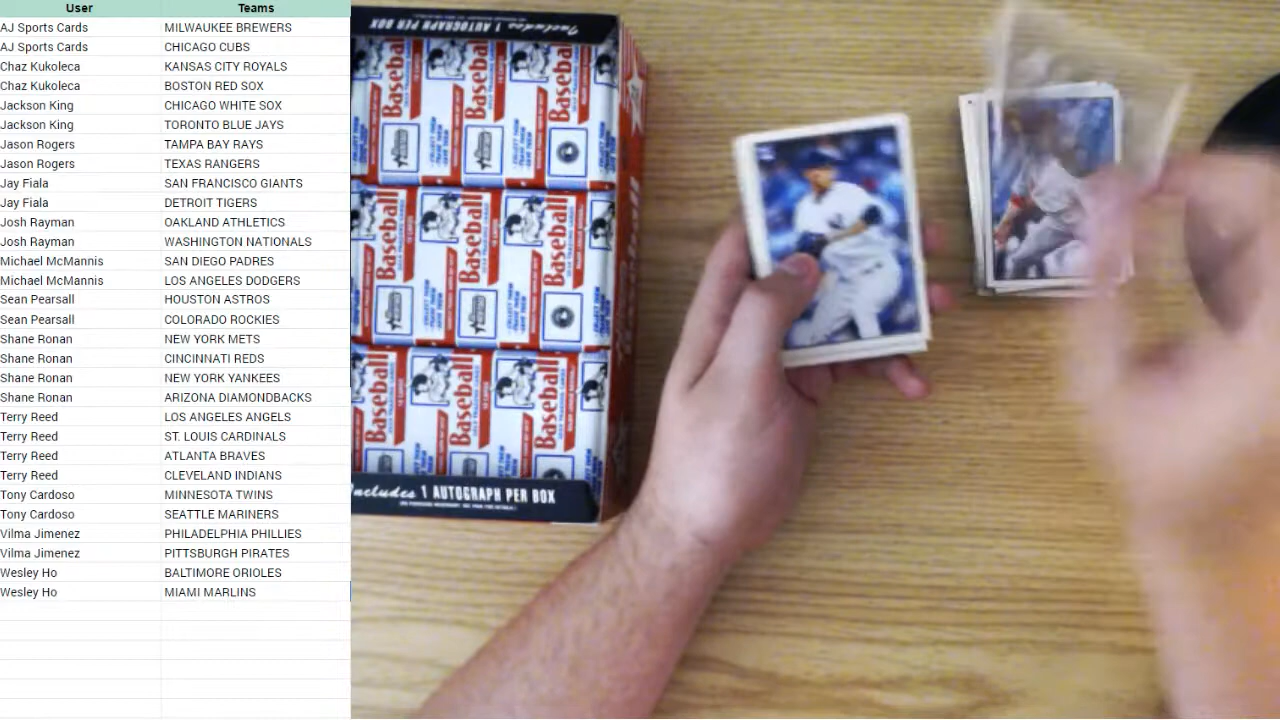 User Teams
AJ Sports Cards MILWAUKEE BREWERS
AJ Sports Cards CHICAGO CUBS
Chaz Kukoleca KANSAS CITY ROYALS
Chaz Kukoleca BOSTON RED SOX
Jackson King CHICAGO WHITE SOX
Jackson King TORONTO BLUE JAYS
Jason Rogers TAMPA BAY RAYS
Jason Rogers TEXAS RANGERS
Jay Fiala SAN FRANCISCO GIANTS
Jay Fiala DETROIT TIGERS
Josh Rayman OAKLAND ATHLETICS
Josh Rayman WASHINGTON NATIONALS
Michael McMannis SAN DIEGO PADRES
Michael McMannis LOS ANGELES DODGERS
Sean Pearsall HOUSTON ASTROS
Sean Pearsall COLORADO ROCKIES
Shane Ronan NEW YORK METS
Shane Ronan CINCINNATI REDS
Shane Ronan NEW YORK YANKEES
Shane Ronan ARIZONA DIAMONDBACKS
Terry Reed LOS ANGELES ANGELS
Terry Reed ST. LOUIS CARDINALS
Terry Reed ATLANTA BRAVES
Terry Reed CLEVELAND INDIANS
Tony Cardoso MINNESOTA TWINS
Tony Cardoso SEATTLE MARINERS
Vilma Jimenez PHILADELPHIA PHILLIES
Vilma Jimenez PITTSBURGH PIRATES
Wesley Ho BALTIMORE ORIOLES
Wesley Ho MIAMI MARLINS
Includes 1 AUTOGRAPH PER BOX
Baseball
Baseball
Baseball
Baseball
Baseball
Baseball
Baseball
Baseball
Baseball
Includes 1 AUTOGRAPH PER BOX